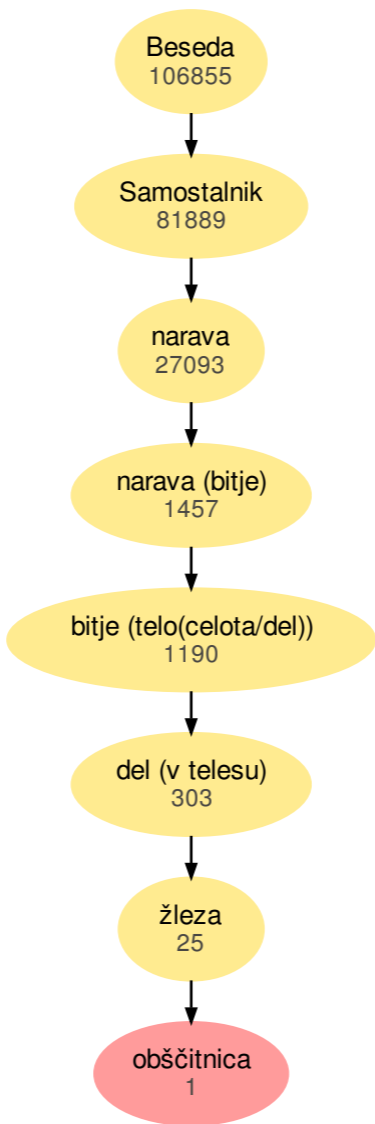 Beseda
106855
Samostalnik
81889
narava
27093
narava (bitje)
1457
bitje (telo(celota/del))
1190
del (v telesu)
303
žleza
25
obščitnica
1